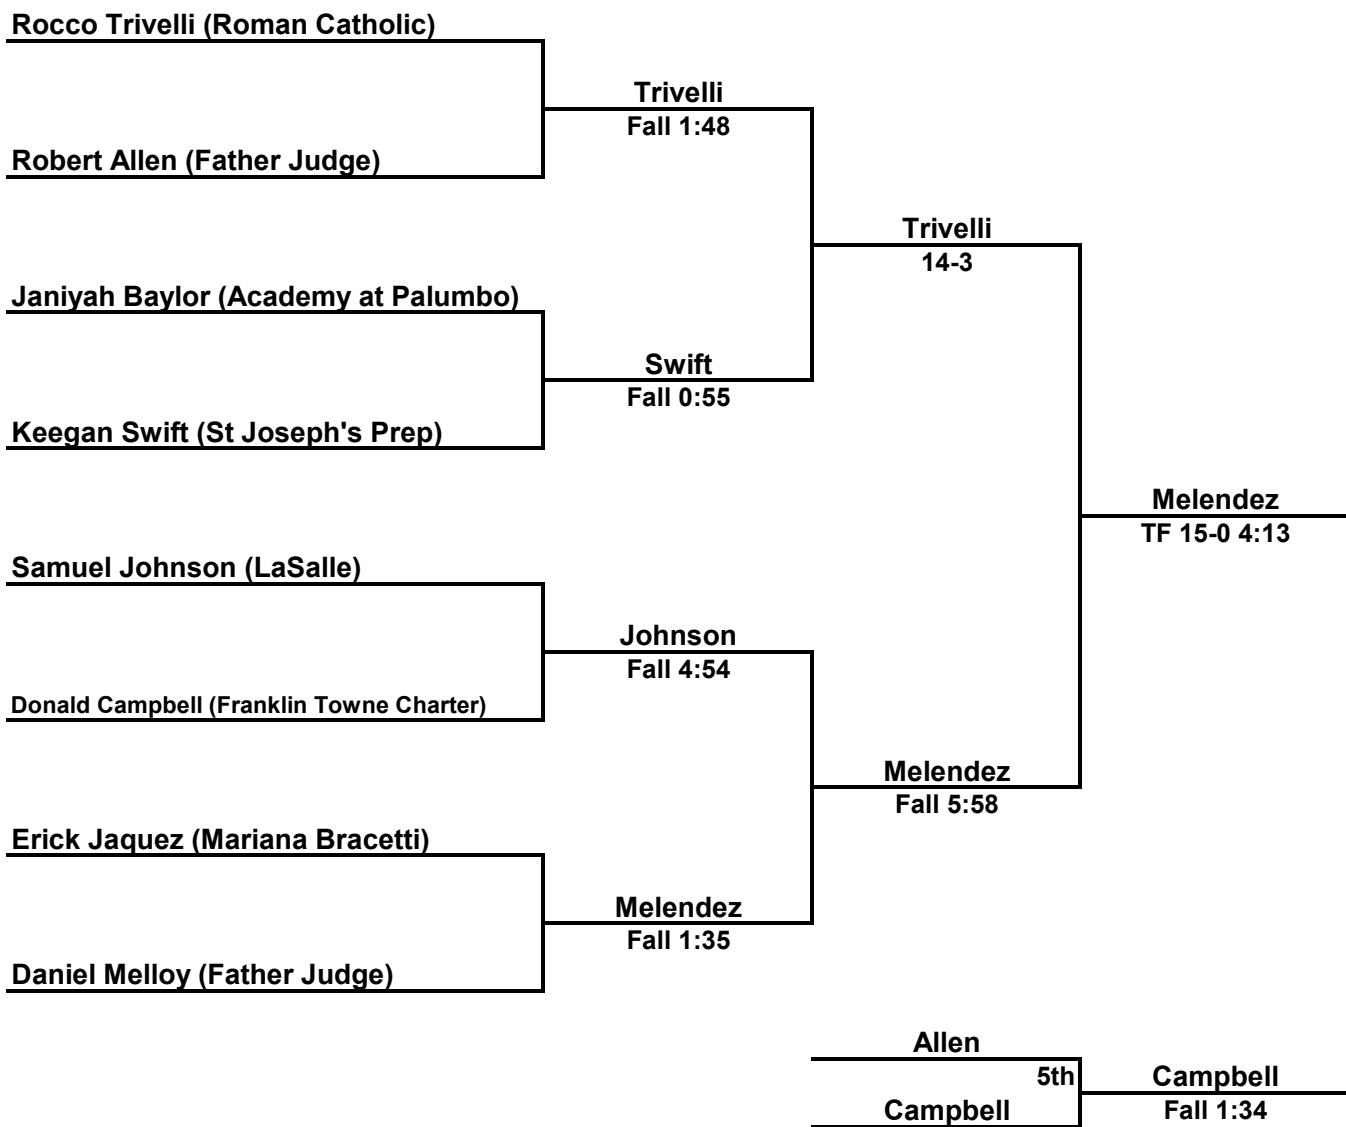 Rocco Trivelli (Roman Catholic)
Trivelli
Fall 1:48
Robert Allen (Father Judge)
Trivelli
14-3
Janiyah Baylor (Academy at Palumbo)
Swift
Fall 0:55
Keegan Swift (St Joseph's Prep)
Melendez
TF 15-0 4:13
Samuel Johnson (LaSalle)
Johnson
Fall 4:54
Donald Campbell (Franklin Towne Charter)
Melendez
Fall 5:58
Erick Jaquez (Mariana Bracetti)
Melendez
Fall 1:35
Daniel Melloy (Father Judge)
Allen
5th
Campbell
Campbell
Fall 1:34